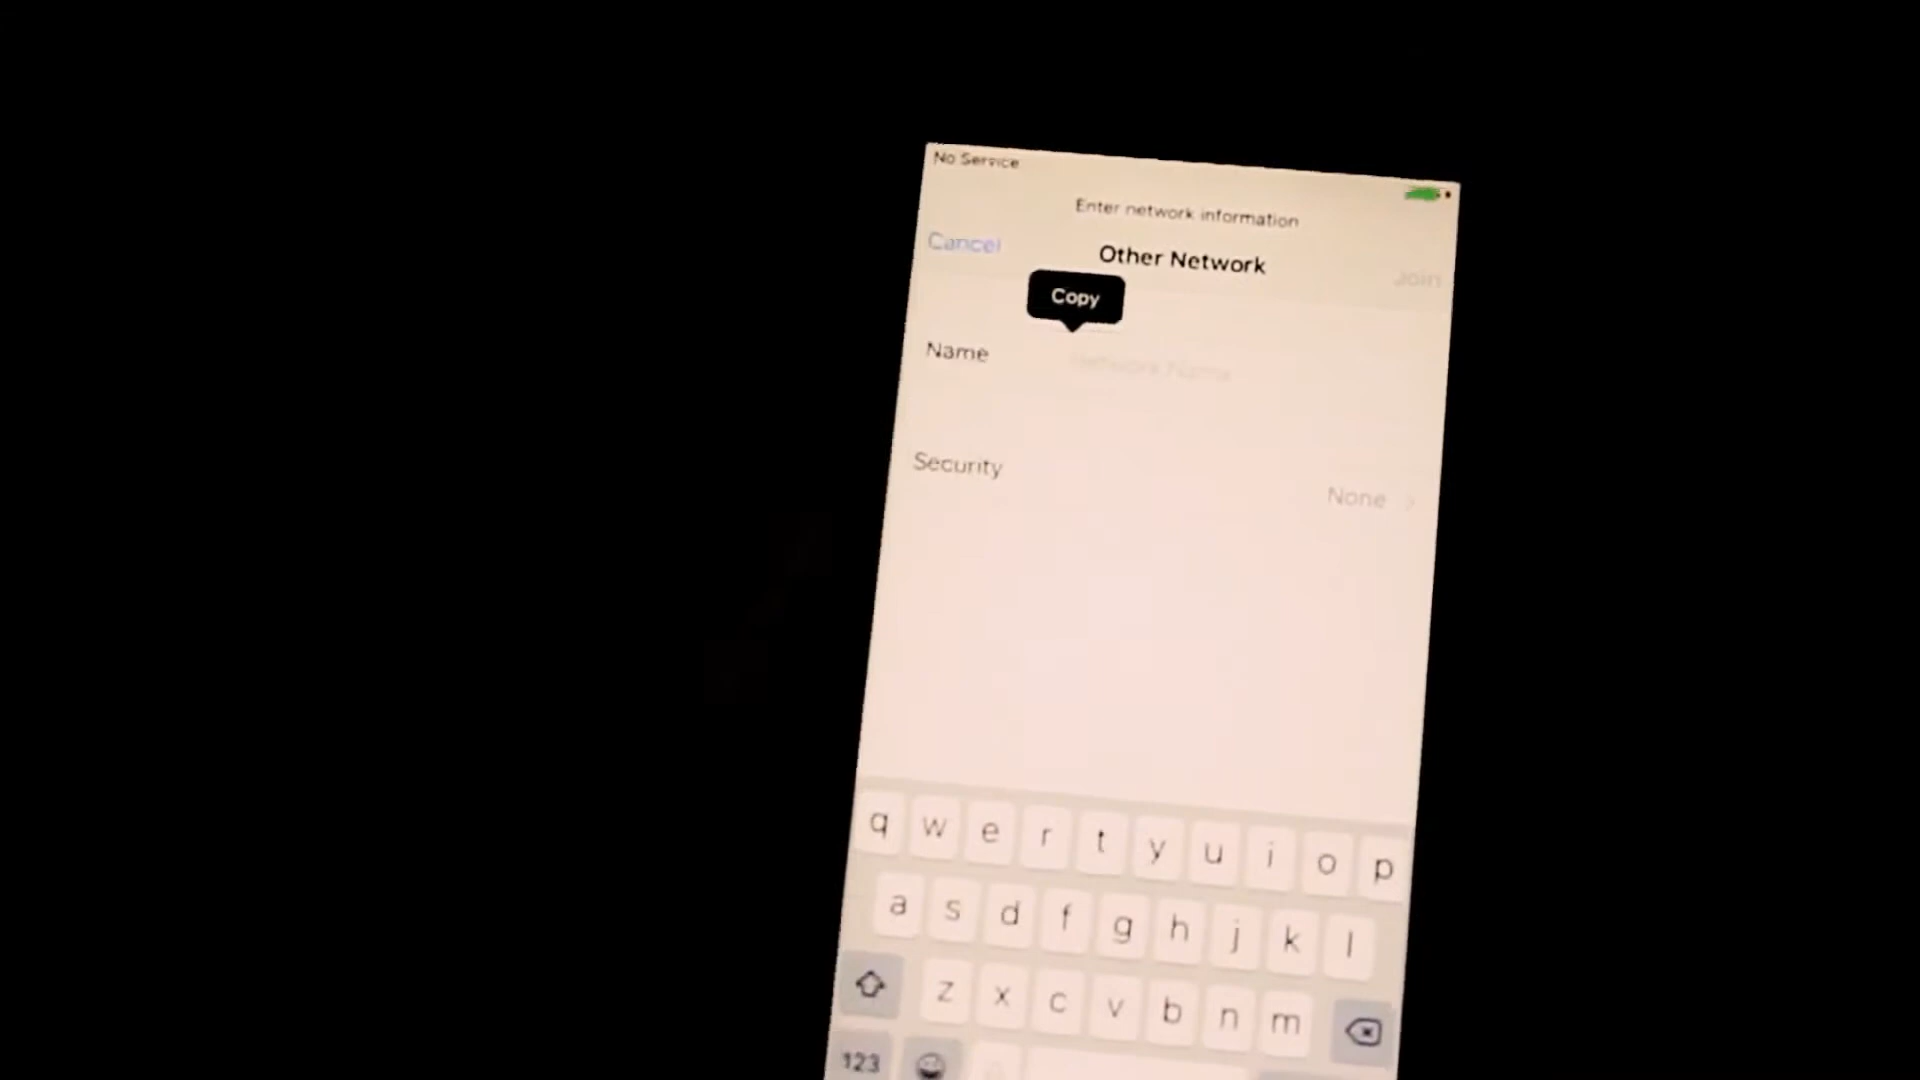 No Service
Enter network information
Cancel
Other Network
Join
Copy
Name
Network Name
Security
None
q w e r t y u i o p
a s d f g h j k l
z x c v b n m
123